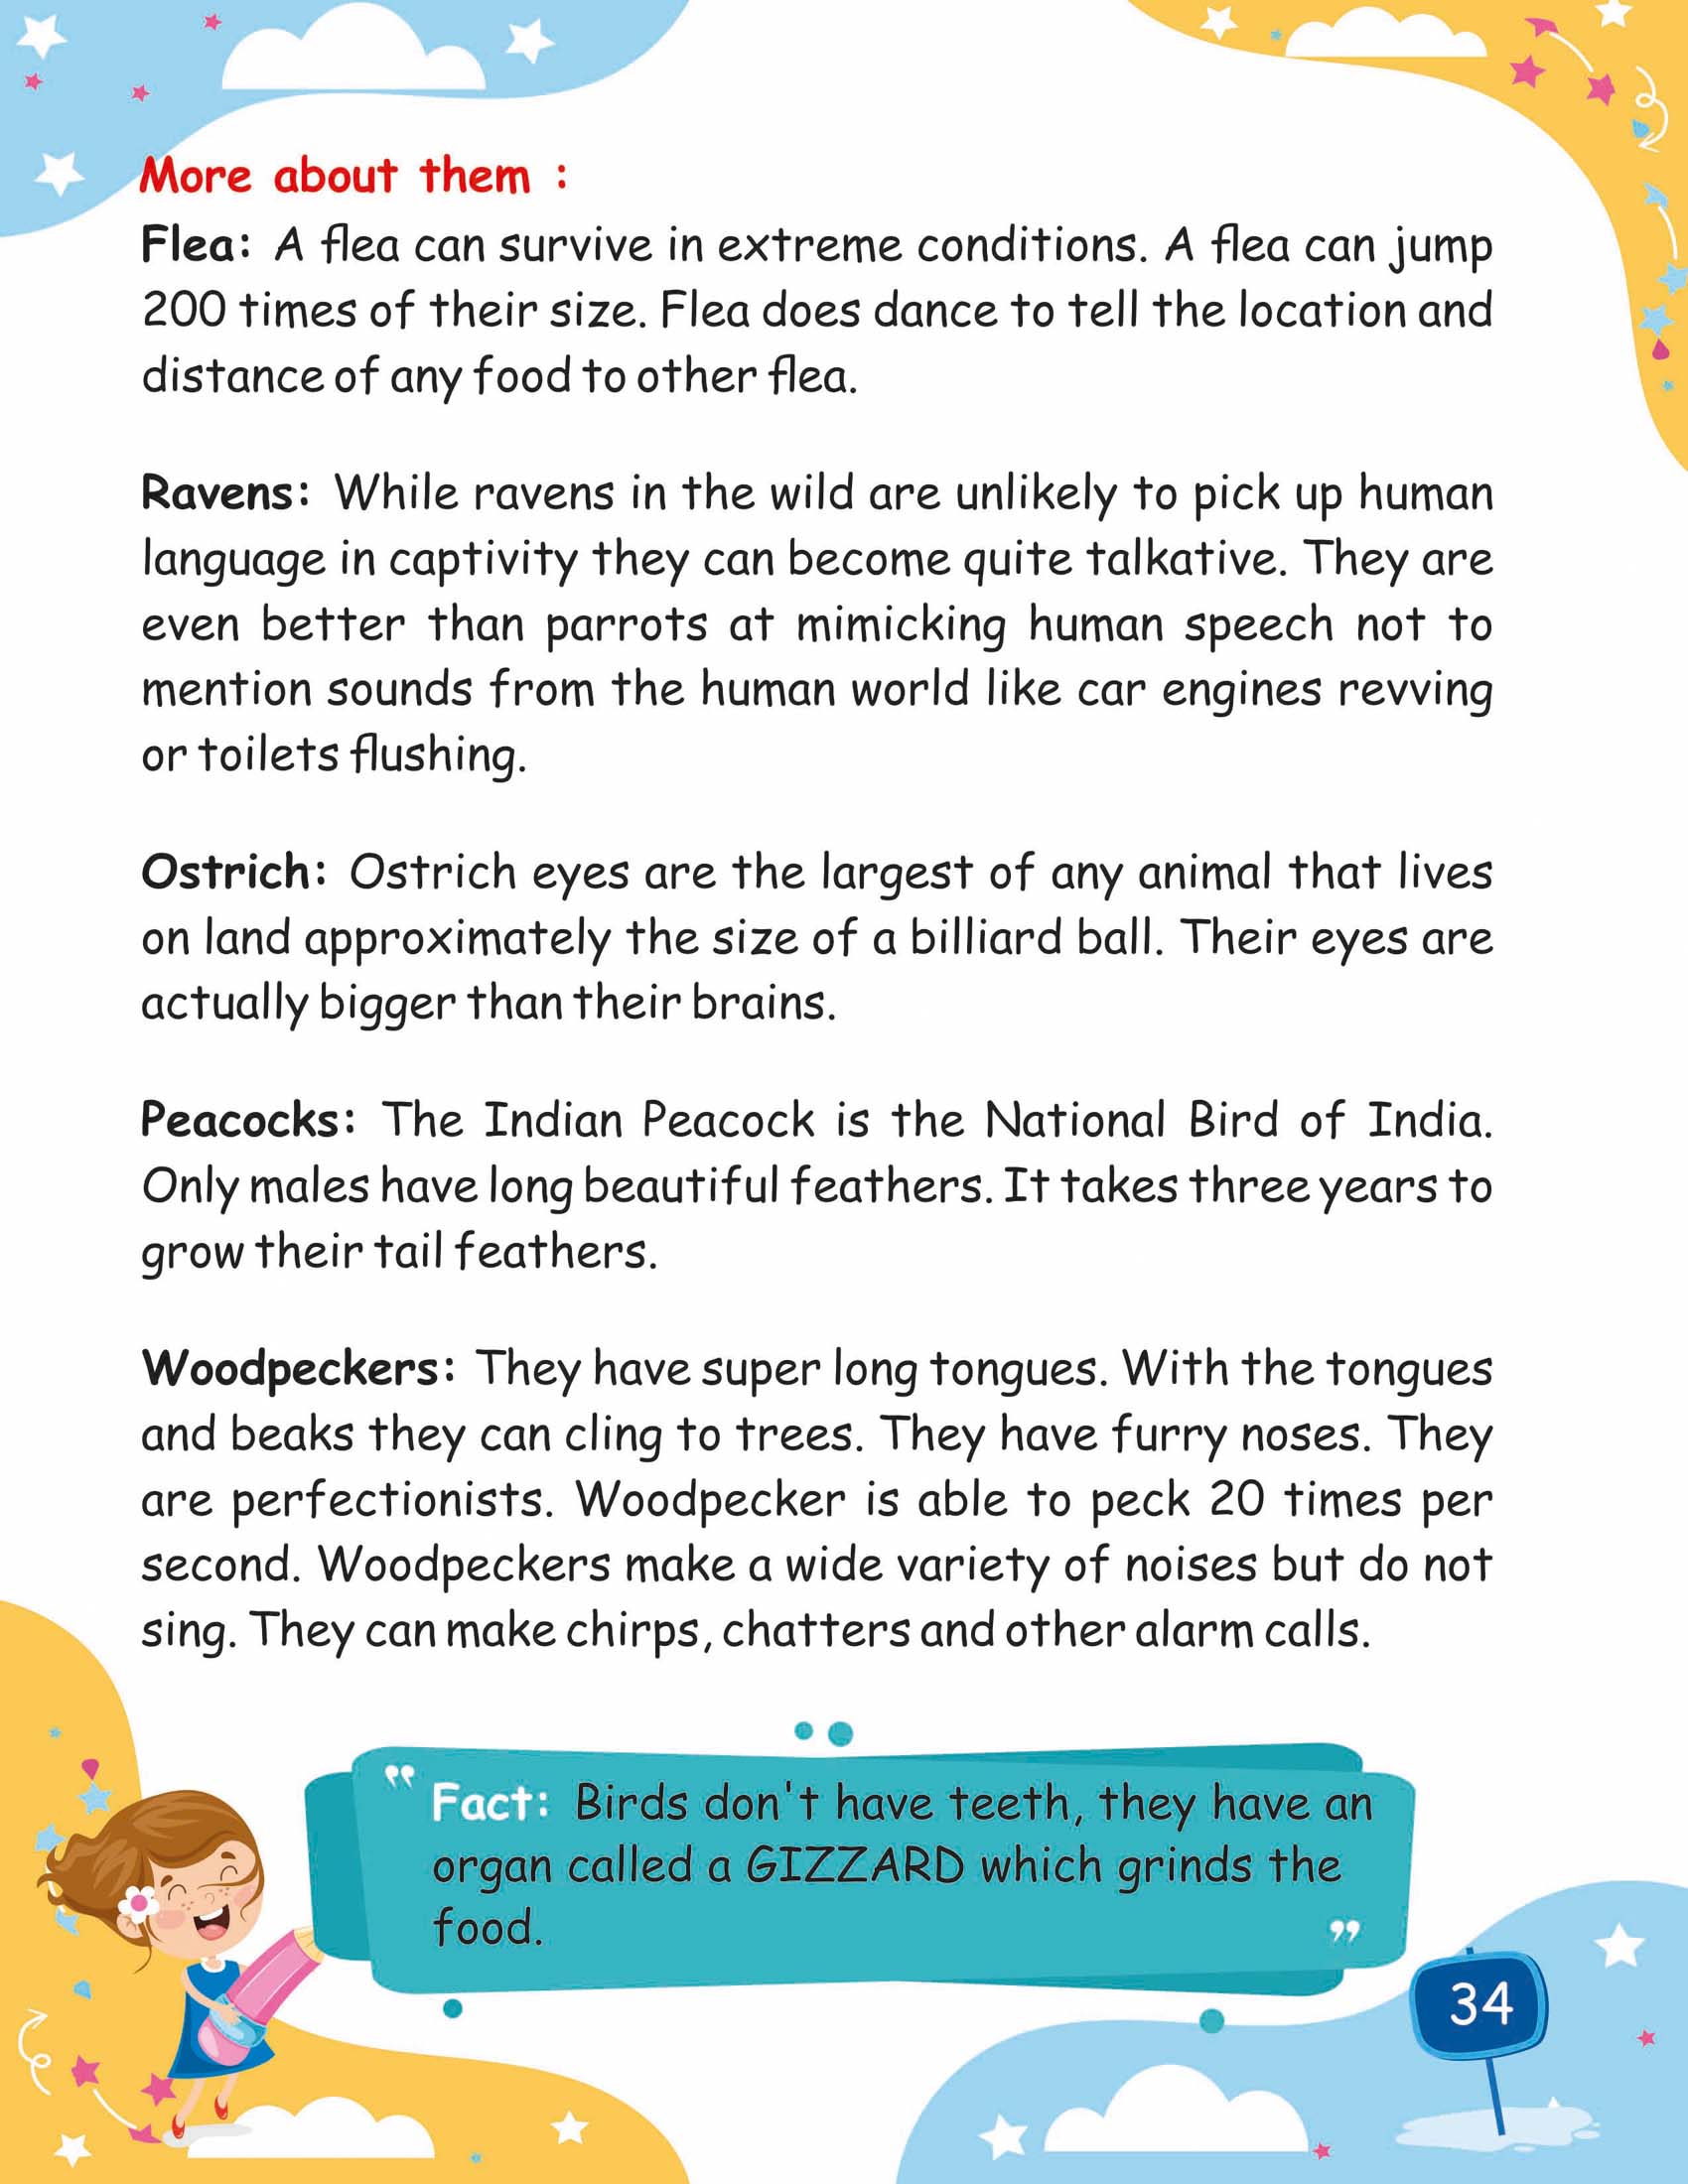 More about them :
Flea: A flea can survive in extreme conditions. A flea can jump
200 times of their size. Flea does dance to tell the location and
distance of any food to other flea.
Ravens: While ravens in the wild are unlikely to pick up human
language in captivity they can become quite talkative. They are
even better than parrots at mimicking human speech not to
mention sounds from the human world like car engines revving
or toilets flushing.
Ostrich: Ostrich eyes are the largest of any animal that lives
on land approximately the size of a billiard ball. Their eyes are
actually bigger than their brains.
Peacocks: The Indian Peacock is the National Bird of India.
Only males have long beautiful feathers. It takes three years to
grow their tail feathers.
Woodpeckers: They have super long tongues. With the tongues
and beaks they can cling to trees. They have furry noses. They
are perfectionists. Woodpecker is able to peck 20 times per
second. Woodpeckers make a wide variety of noises but do not
sing. They can make chirps, chatters and other alarm calls.
" Fact: Birds don't have teeth, they have an
organ called a GIZZARD which grinds the
food. "
34